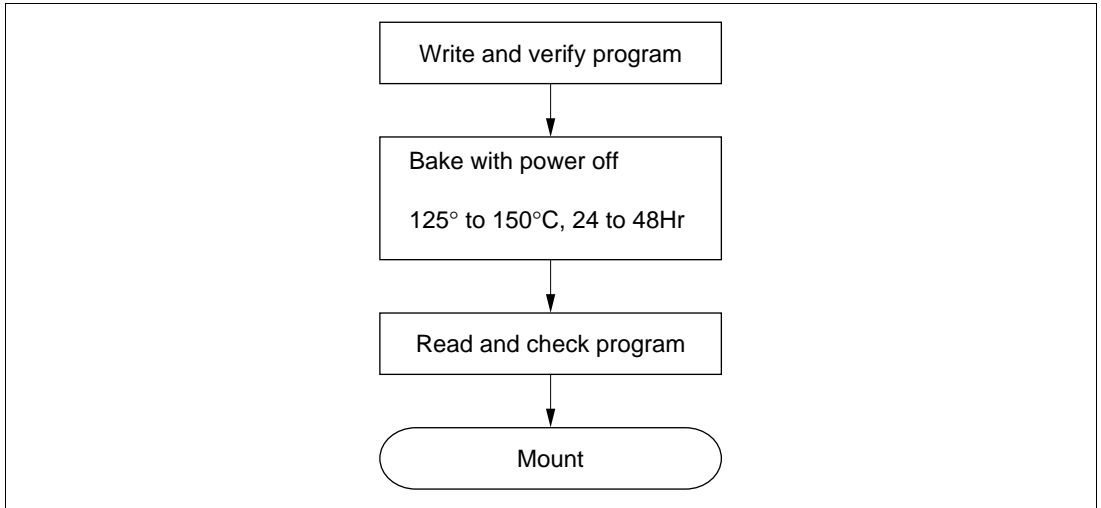 Write and verify program
Bake with power off
125° to 150°C, 24 to 48Hr
Read and check program
Mount